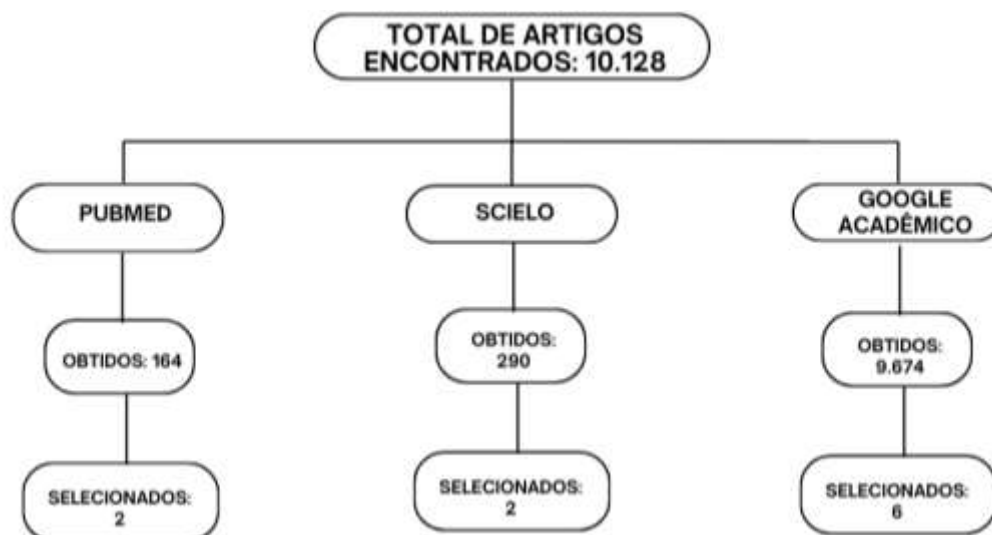 TOTAL DE ARTIGOS
ENCONTRADOS: 10.128
PUBMED
SCIELO
GOOGLE
ACADÊMICO
OBTIDOS: 164
OBTIDOS:
290
OBTIDOS:
9.674
SELECIONADOS:
2
SELECIONADOS:
2
SELECIONADOS:
6